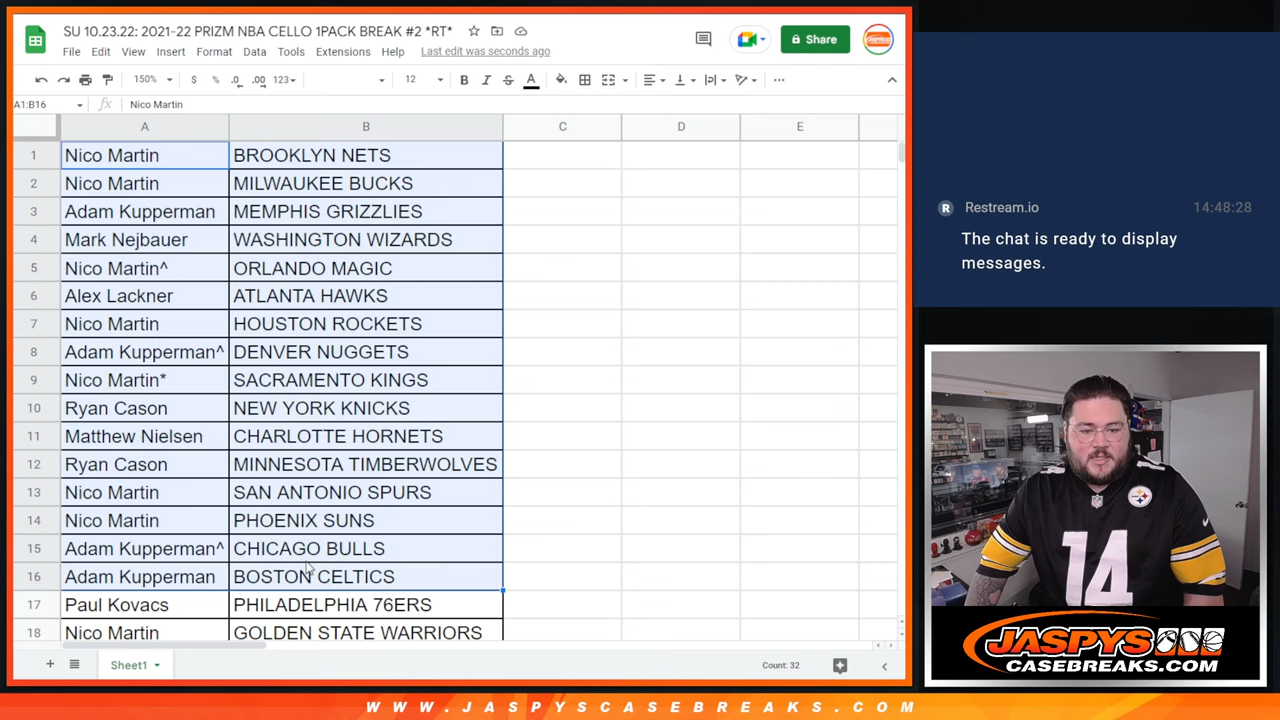 SU 10.23.22: 2021-22 PRIZM NBA CELLO 1PACK BREAK #2 *RT*
File Edit View Insert Format Data Tools Extensions Help Last edit was seconds ago
Share
150% $ % .0 .00 123 12 B I S A
A1:B16 fx Nico Martin
A B C D E
1 Nico Martin BROOKLYN NETS
2 Nico Martin MILWAUKEE BUCKS
3 Adam Kupperman MEMPHIS GRIZZLIES
4 Mark Nejbauer WASHINGTON WIZARDS
5 Nico Martin^ ORLANDO MAGIC
6 Alex Lackner ATLANTA HAWKS
7 Nico Martin HOUSTON ROCKETS
8 Adam Kupperman^ DENVER NUGGETS
9 Nico Martin* SACRAMENTO KINGS
10 Ryan Cason NEW YORK KNICKS
11 Matthew Nielsen CHARLOTTE HORNETS
12 Ryan Cason MINNESOTA TIMBERWOLVES
13 Nico Martin SAN ANTONIO SPURS
14 Nico Martin PHOENIX SUNS
15 Adam Kupperman^ CHICAGO BULLS
16 Adam Kupperman BOSTON CELTICS
17 Paul Kovacs PHILADELPHIA 76ERS
18 Nico Martin GOLDEN STATE WARRIORS
Sheet1
Count: 32
R Restream.io 14:48:28
The chat is ready to display
messages.
14
14
JASPYS
CASEBREAKS.COM
WWW.JASPYSCASEBREAKS.COM